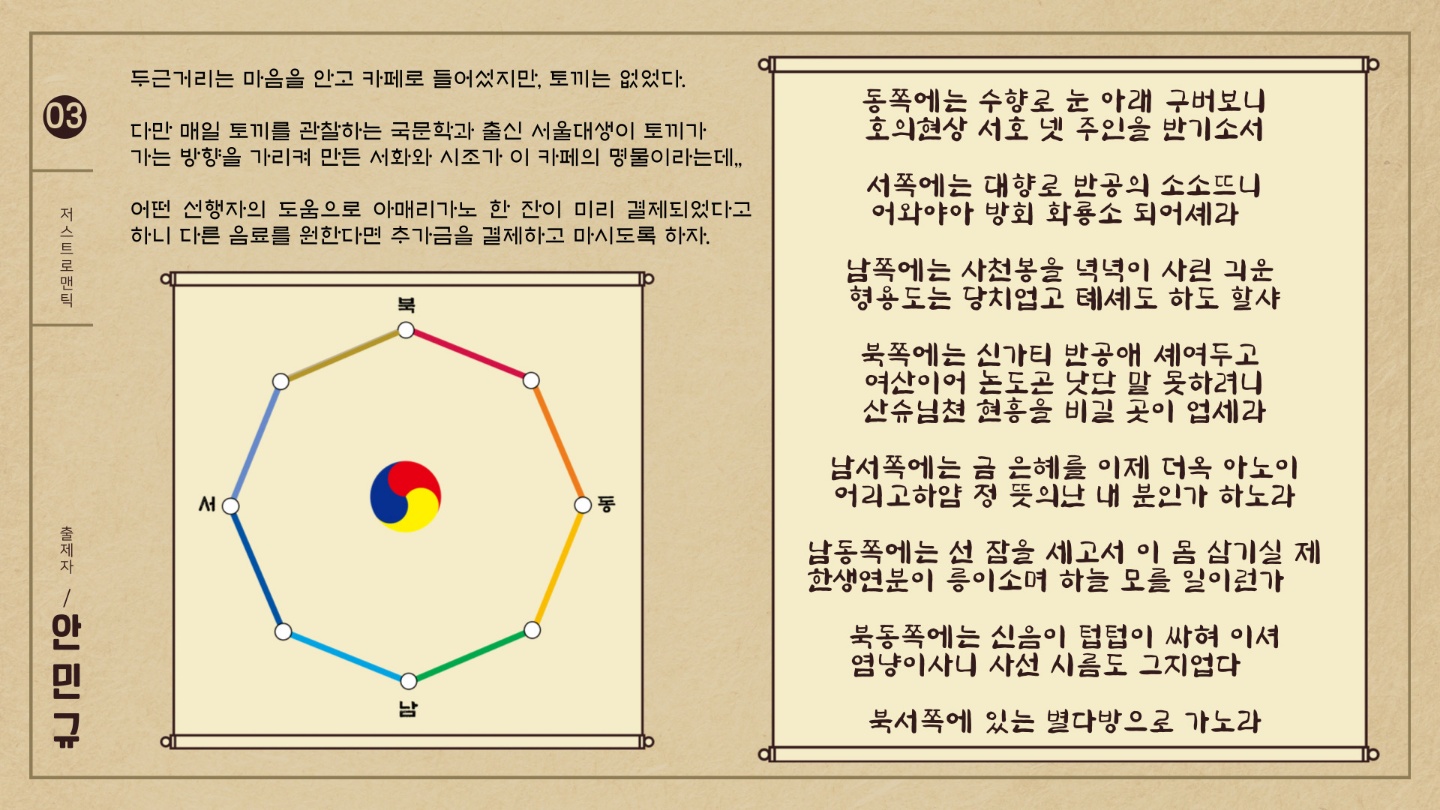 03
저스트로맨틱
출제자 /
안민규
두근거리는 마음을 안고 카페로 들어섰지만, 토끼는 없었다.
다만 매일 토끼를 관찰하는 국문학과 출신 서울대생이 토끼가
가는 방향을 가리켜 만든 서화와 시조가 이 카페의 명물이라는데,,
어떤 선행자의 도움으로 아매리가노 한 잔이 미리 결제되었다고
하니 다른 음료를 원한다면 추가금을 결제하고 마시도록 하자.
북
서
동
남
동쪽에는 수향로 눈 아래 구버보니
호의현상 서호 넷 주인을 반기소서
서쪽에는 대향로 반공의 소소뜨니
어와야아 방회 화룡소 되어셰라
남쪽에는 사천봉을 녁녁이 사린 긔운
형용도는 당치업고 톄셰도 하도 할샤
북쪽에는 신가티 반공애 셰여두고
여산이어 논도곤 낫단 말 못하려니
산슈님쳔 현흥을 비길 곳이 업세라
남서쪽에는 금 은혜를 이제 더옥 아노이
어리고하얌 정 뜻의난 내 분인가 하노라
남동쪽에는 선 잠을 세고서 이 몸 삼기실 제
한생연분이 릉이소며 하늘 모를 일이런가
북동쪽에는 신음이 텁텁이 싸혀 이셔
염냥이사니 사선 시름도 그지업다
북서쪽에 있는 별다방으로 가노라